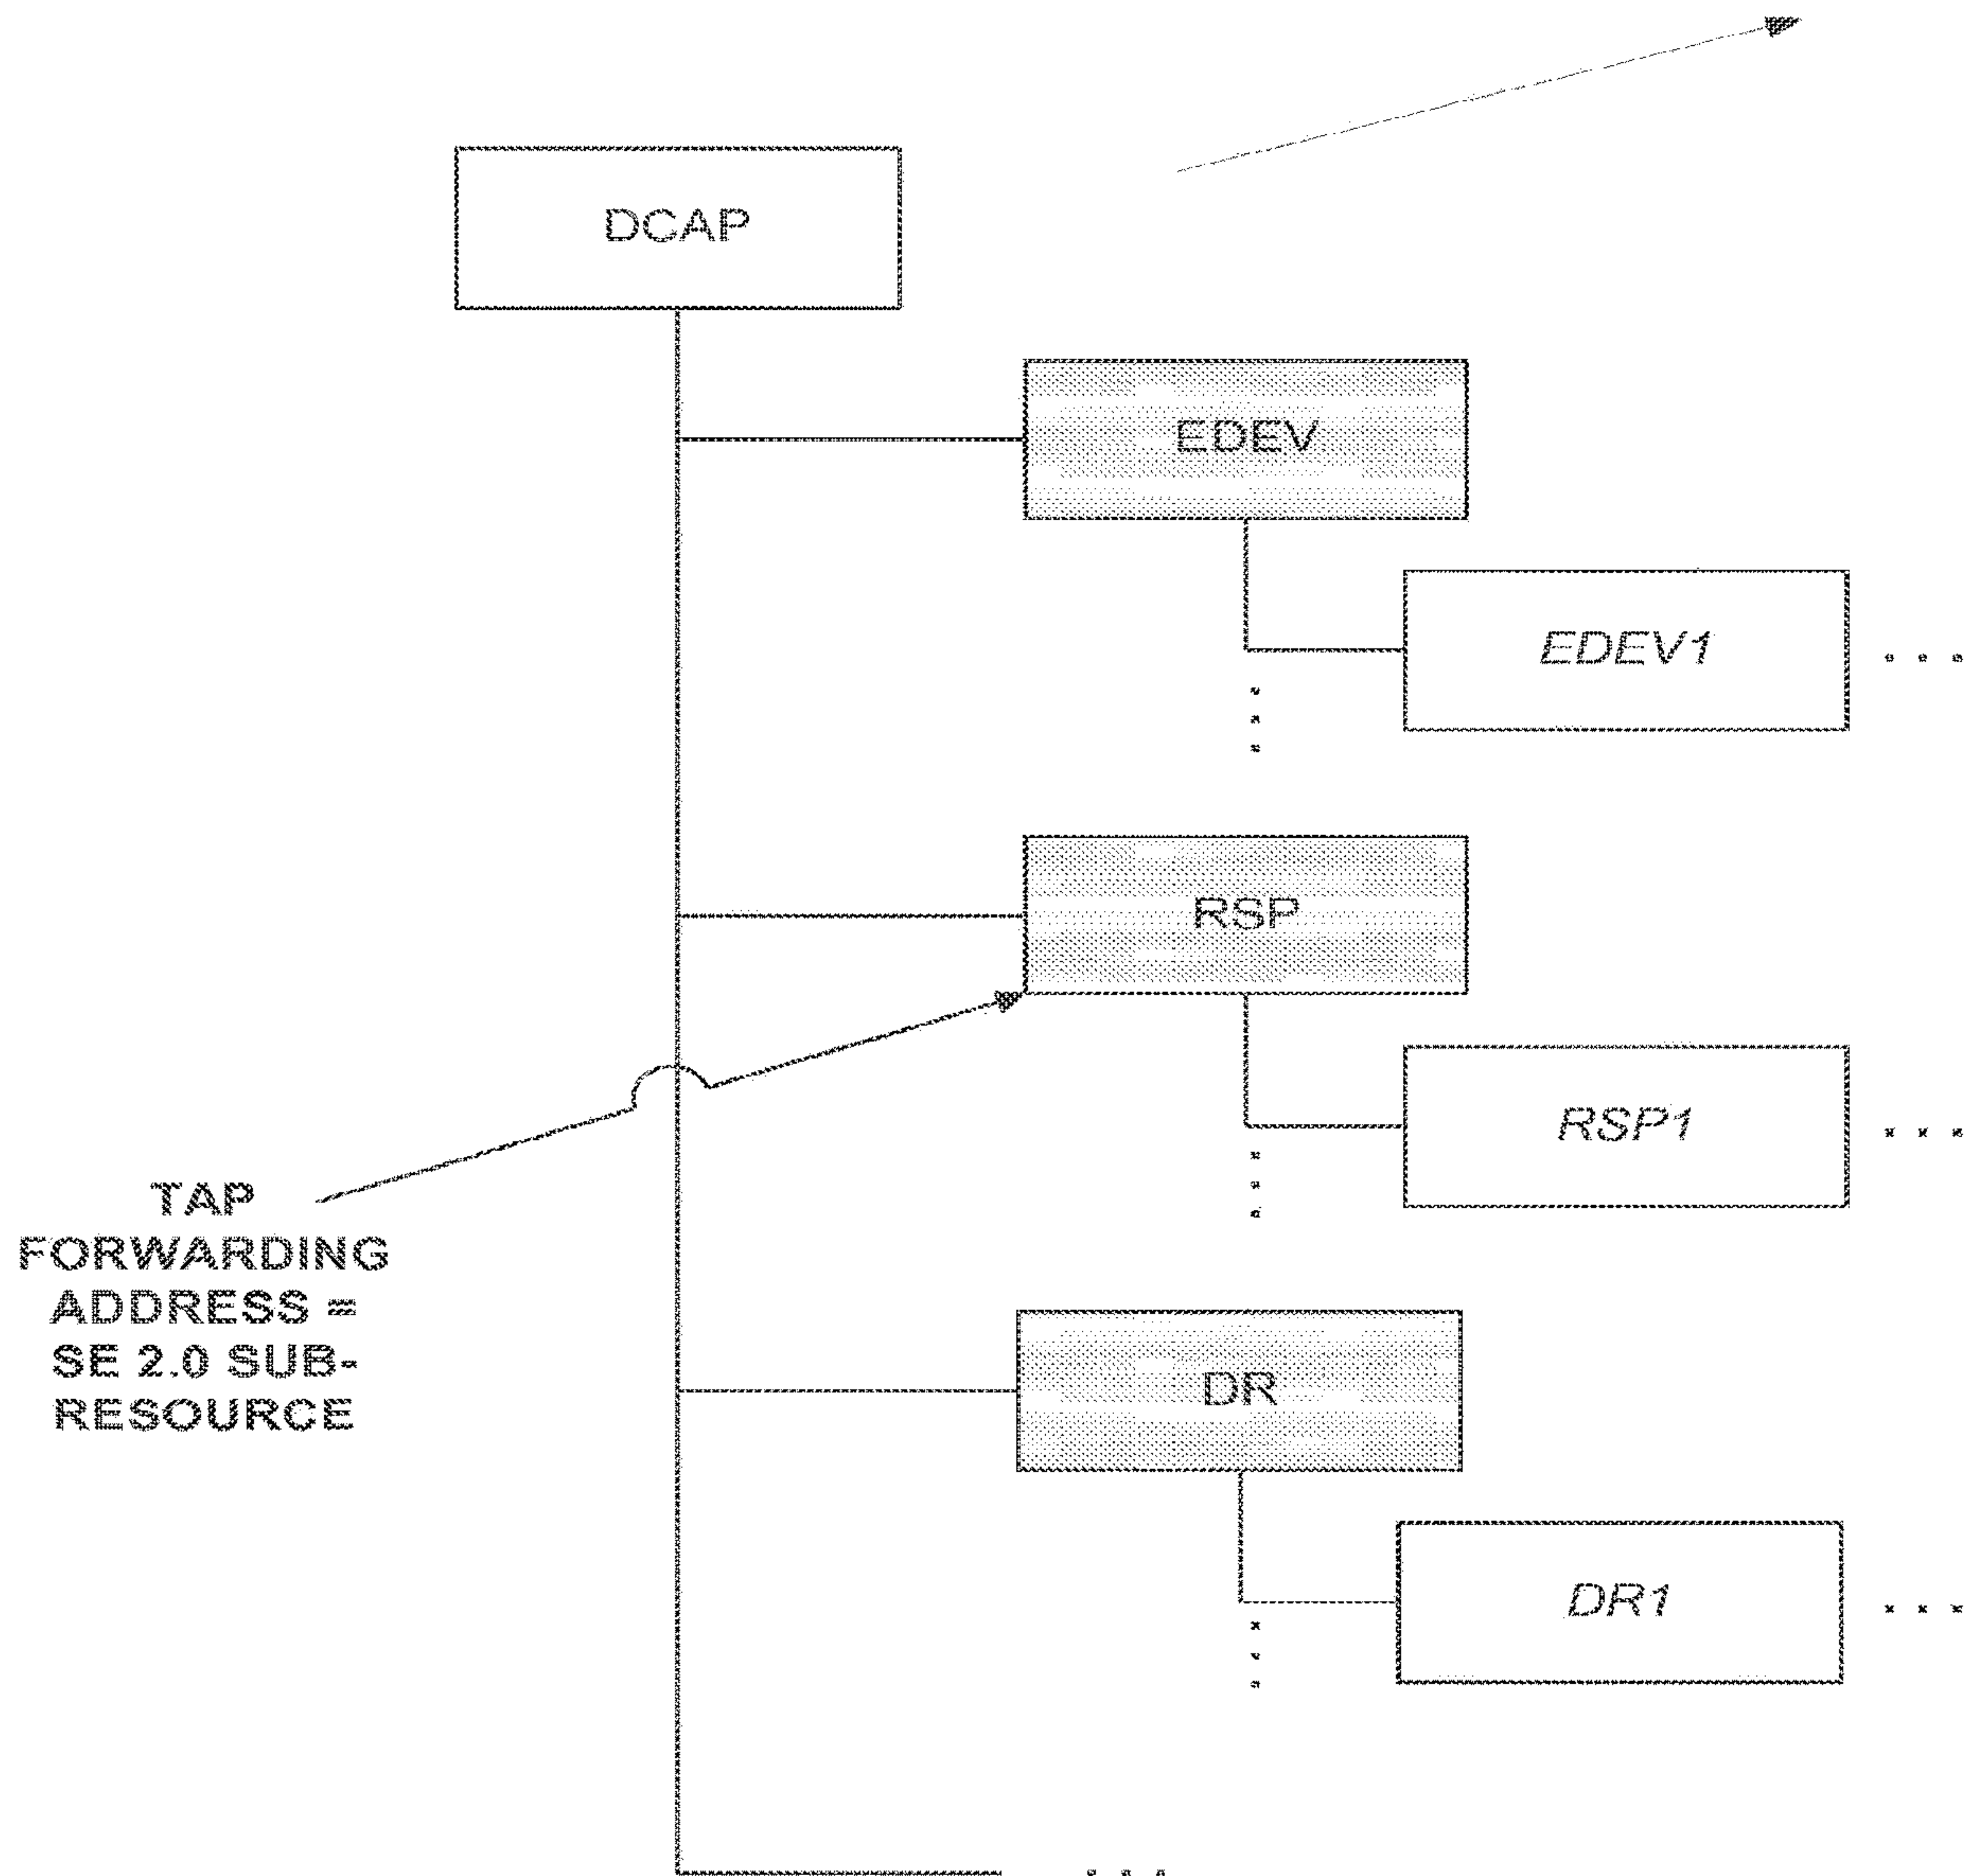 DCAP
EDEV
EDEV1
RSP
RSP1
TAP
FORWARDING
ADDRESS =
SE 2.0 SUB-
RESOURCE
DR
DR1